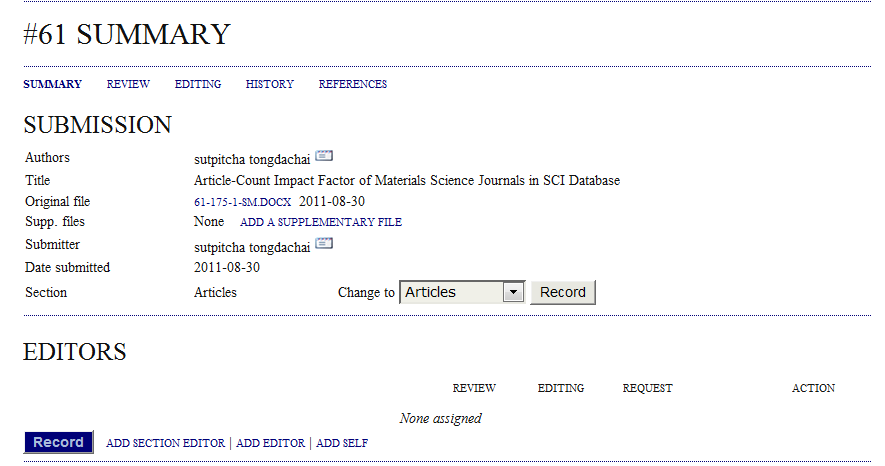 #61 SUMMARY
SUMMARY REVIEW EDITING HISTORY REFERENCES
SUBMISSION
Authors sutpitcha tongdachai
Title Article-Count Impact Factor of Materials Science Journals in SCI Database
Original file 61-175-1-SM.DOCX 2011-08-30
Supp. files None ADD A SUPPLEMENTARY FILE
Submitter sutpitcha tongdachai
Date submitted 2011-08-30
Section Articles Change to Articles Record
EDITORS
REVIEW EDITING REQUEST ACTION
None assigned
Record ADD SECTION EDITOR | ADD EDITOR | ADD SELF